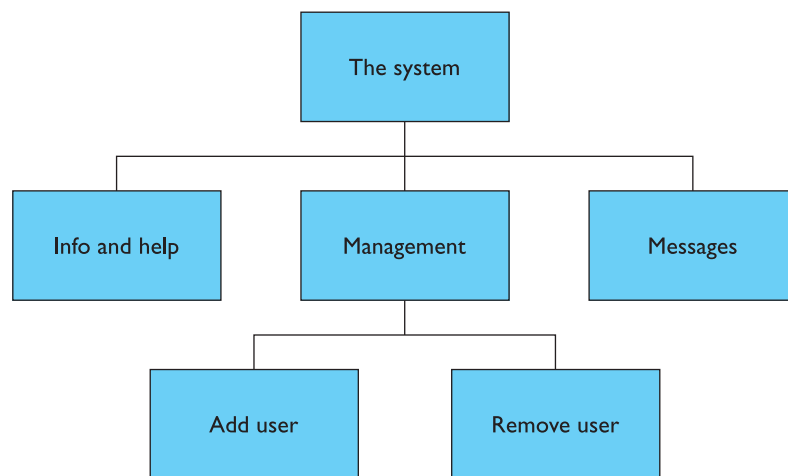 The system
Info and help
Management
Messages
Add user
Remove user